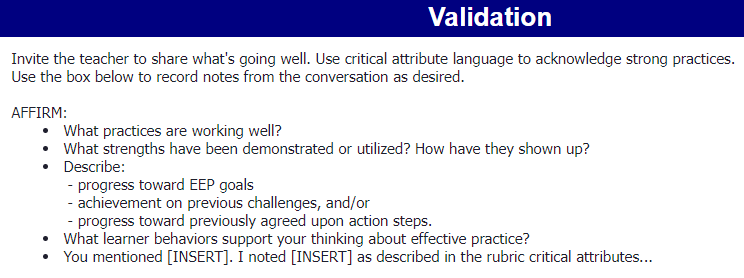 Validation
Invite the teacher to share what's going well. Use critical attribute language to acknowledge strong practices.
Use the box below to record notes from the conversation as desired.
AFFIRM:
• What practices are working well?
• What strengths have been demonstrated or utilized? How have they shown up?
• Describe:
- progress toward EEP goals
- achievement on previous challenges, and/or
- progress toward previously agreed upon action steps.
• What learner behaviors support your thinking about effective practice?
• You mentioned [INSERT]. I noted [INSERT] as described in the rubric critical attributes...